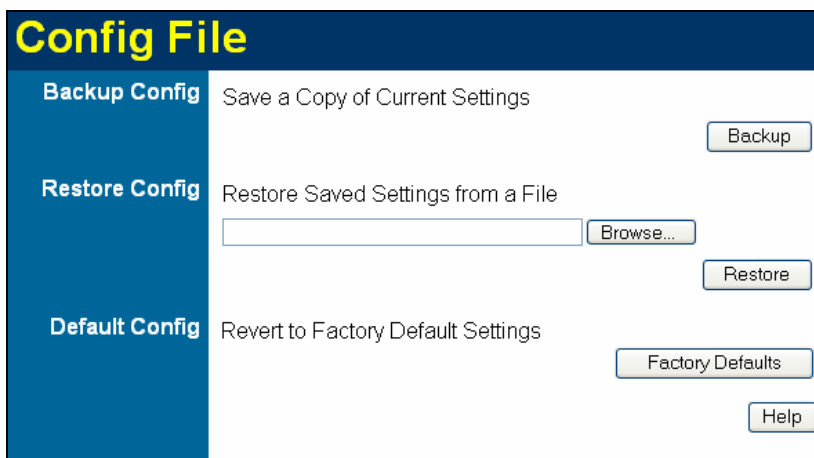 Config File
Backup Config
Save a Copy of Current Settings
Backup
Restore Config
Restore Saved Settings from a File
Browse...
Restore
Default Config
Revert to Factory Default Settings
Factory Defaults
Help